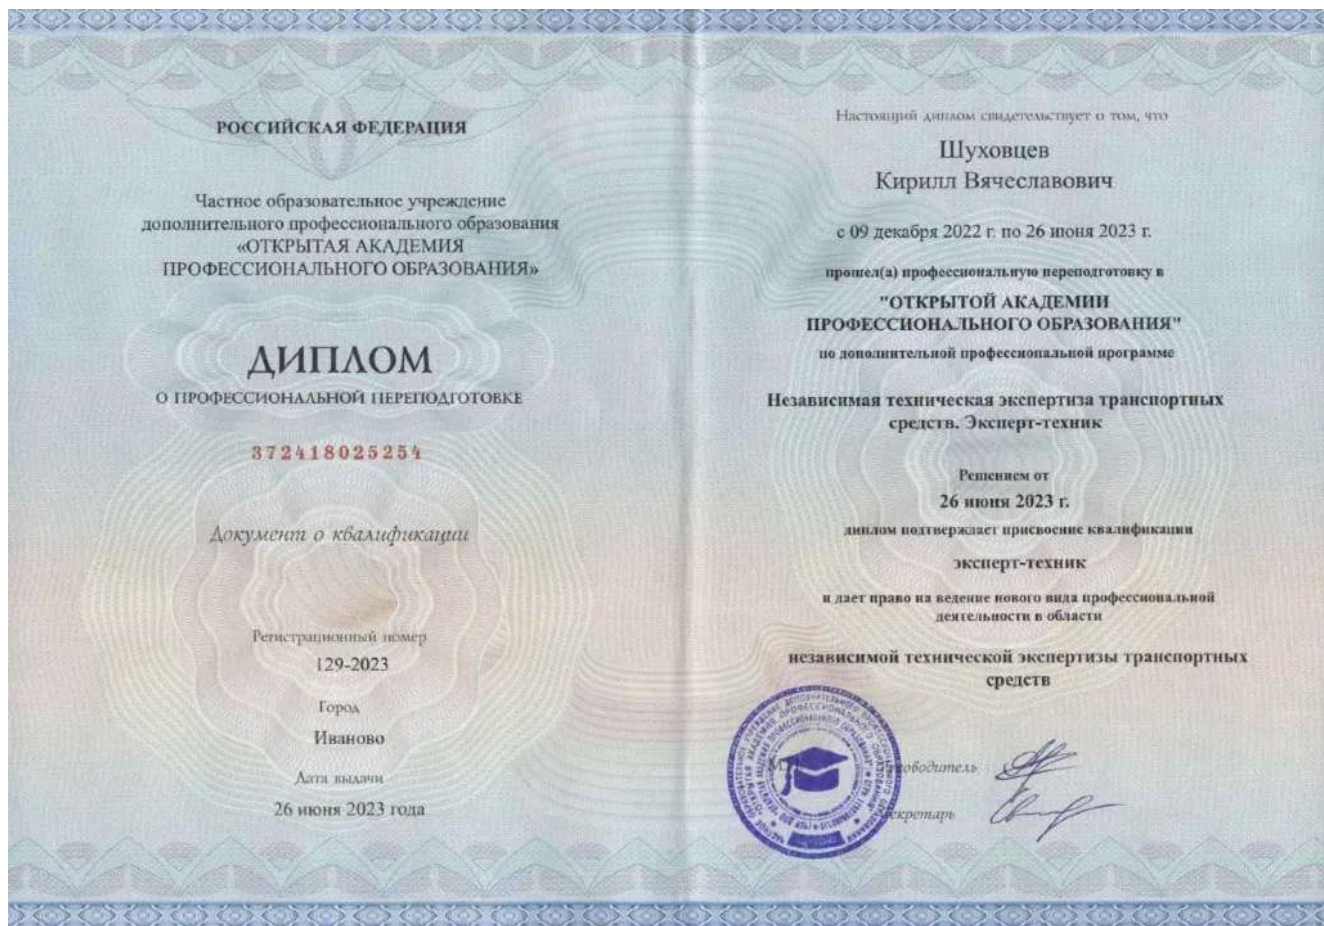 РОССИЙСКАЯ ФЕДЕРАЦИЯ
Частное образовательное учреждение
дополнительного профессионального образования
«ОТКРЫТАЯ АКАДЕМИЯ
ПРОФЕССИОНАЛЬНОГО ОБРАЗОВАНИЯ»
ДИПЛОМ
О ПРОФЕССИОНАЛЬНОЙ ПЕРЕПОДГОТОВКЕ
372418025254
Документ о квалификации
Регистрационный номер
129-2023
Город
Иваново
Дата выдачи
26 июня 2023 года
Настоящий диплом свидетельствует о том, что
Шуховцев
Кирилл Вячеславович
с 09 декабря 2022 г. по 26 июня 2023 г.
прошел(а) профессиональную переподготовку в
"ОТКРЫТОЙ АКАДЕМИИ
ПРОФЕССИОНАЛЬНОГО ОБРАЗОВАНИЯ"
по дополнительной профессиональной программе
Независимая техническая экспертиза транспортных
средств. Эксперт-техник
Решением от
26 июня 2023 г.
диплом подтверждает присвоение квалификации
эксперт-техник
и дает право на ведение нового вида профессиональной
деятельности в области
независимой технической экспертизы транспортных
средств
М.П.
Руководитель
Секретарь